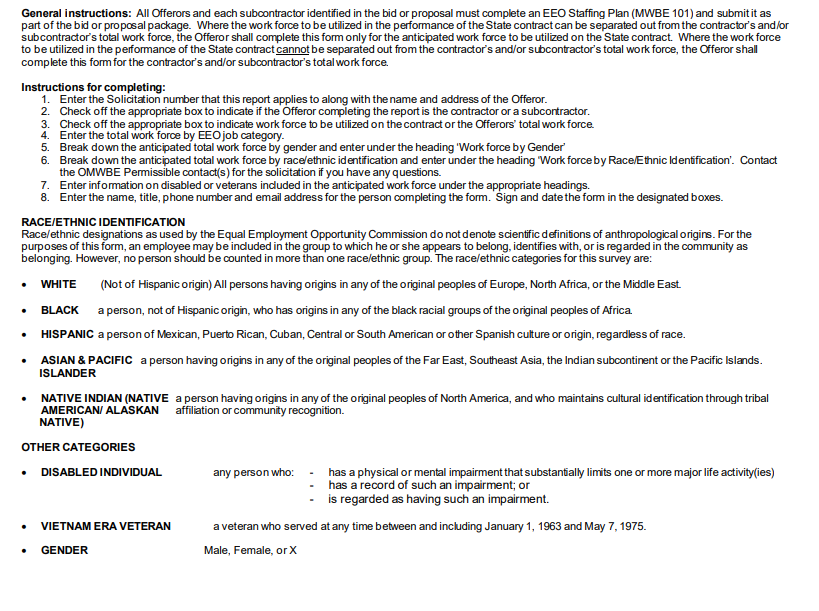 General instructions: All Offerors and each subcontractor identified in the bid or proposal must complete an EEO Staffing Plan (MWBE 101) and submit it as
part of the bid or proposal package. Where the work force to be utilized in the performance of the State contract can be separated out from the contractor's and/or
subcontractor's total work force, the Offeror shall complete this form only for the anticipated work force to be utilized on the State contract. Where the work force
to be utilized in the performance of the State contract cannot be separated out from the contractor's and/or subcontractor's total work force, the Offeror shall
complete this form for the contractor's and/or subcontractor's total work force.
Instructions for completing:
1. Enter the Solicitation number that this report applies to along with the name and address of the Offeror.
2. Check off the appropriate box to indicate if the Offeror completing the report is the contractor or a subcontractor.
3. Check off the appropriate box to indicate work force to be utilized on the contract or the Offerors' total work force.
4. Enter the total work force by EEO job category.
5. Break down the anticipated total work force by gender and enter under the heading 'Work force by Gender'
6. Break down the anticipated total work force by race/ethnic identification and enter under the heading 'Work force by Race/Ethnic Identification'. Contact
the OMWBE Permissible contact(s) for the solicitation if you have any questions.
7. Enter information on disabled or veterans included in the anticipated work force under the appropriate headings.
8. Enter the name, title, phone number and email address for the person completing the form. Sign and date the form in the designated boxes.
RACE/ETHNIC IDENTIFICATION
Race/ethnic designations as used by the Equal Employment Opportunity Commission do not denote scientific definitions of anthropological origins. For the
purposes of this form, an employee may be included in the group to which he or she appears to belong, identifies with, or is regarded in the community as
belonging. However, no person should be counted in more than one race/ethnic group. The race/ethnic categories for this survey are:
• WHITE (Not of Hispanic origin) All persons having origins in any of the original peoples of Europe, North Africa, or the Middle East.
• BLACK a person, not of Hispanic origin, who has origins in any of the black racial groups of the original peoples of Africa.
• HISPANIC a person of Mexican, Puerto Rican, Cuban, Central or South American or other Spanish culture or origin, regardless of race.
• ASIAN & PACIFIC a person having origins in any of the original peoples of the Far East, Southeast Asia, the Indian subcontinent or the Pacific Islands.
ISLANDER
• NATIVE INDIAN (NATIVE a person having origins in any of the original peoples of North America, and who maintains cultural identification through tribal
AMERICAN/ ALASKAN affiliation or community recognition.
NATIVE)
OTHER CATEGORIES
• DISABLED INDIVIDUAL any person who: - has a physical or mental impairment that substantially limits one or more major life activity(ies)
- has a record of such an impairment; or
- is regarded as having such an impairment.
• VIETNAM ERA VETERAN a veteran who served at any time between and including January 1, 1963 and May 7, 1975.
• GENDER Male, Female, or X